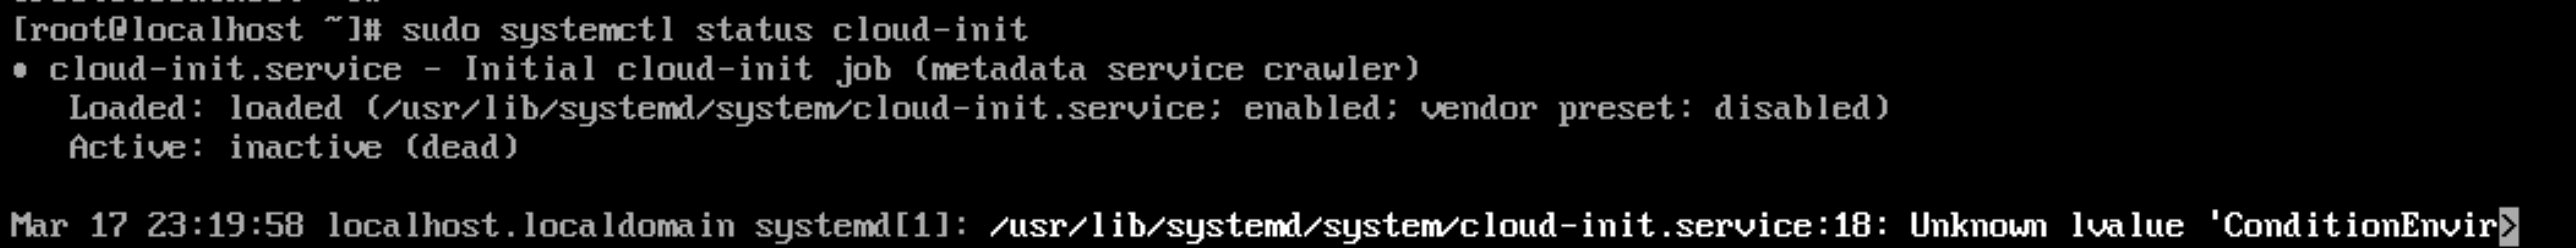 [root@localhost ~]# sudo systemctl status cloud-init
● cloud-init.service - Initial cloud-init job (metadata service crawler)
Loaded: loaded (/usr/lib/systemd/system/cloud-init.service; enabled; vendor preset: disabled)
Active: inactive (dead)
Mar 17 23:19:58 localhost.localdomain systemd[1]: /usr/lib/systemd/system/cloud-init.service:18: Unknown lvalue 'ConditionEnvir>